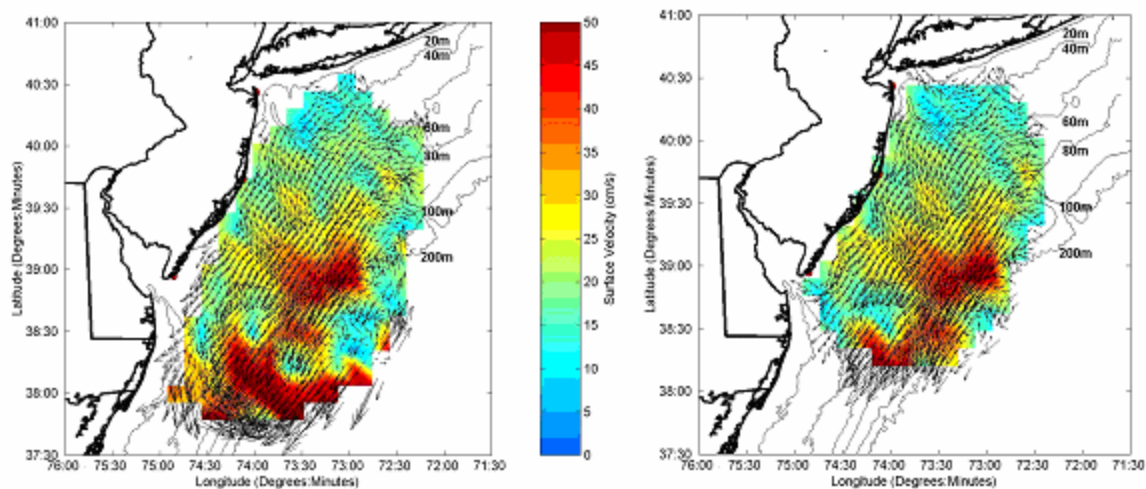 41:00
40:30
40:00
39:30
39:00
38:30
38:00
37:30
76:00 75:30 75:00 74:30 74:00 73:30 73:00 72:30 72:00 71:30
Longitude (Degrees:Minutes)
Latitude (Degrees:Minutes)
20m
40m
60m
80m
100m
200m
50
45
40
35
30
25
20
15
10
5
0
Surface Velocity (cm/s)
41:00
40:30
40:00
39:30
39:00
38:30
38:00
37:30
76:00 75:30 75:00 74:30 74:00 73:30 73:00 72:30 72:00 71:30
Longitude (Degrees:Minutes)
Latitude (Degrees:Minutes)
20m
40m
60m
80m
100m
200m